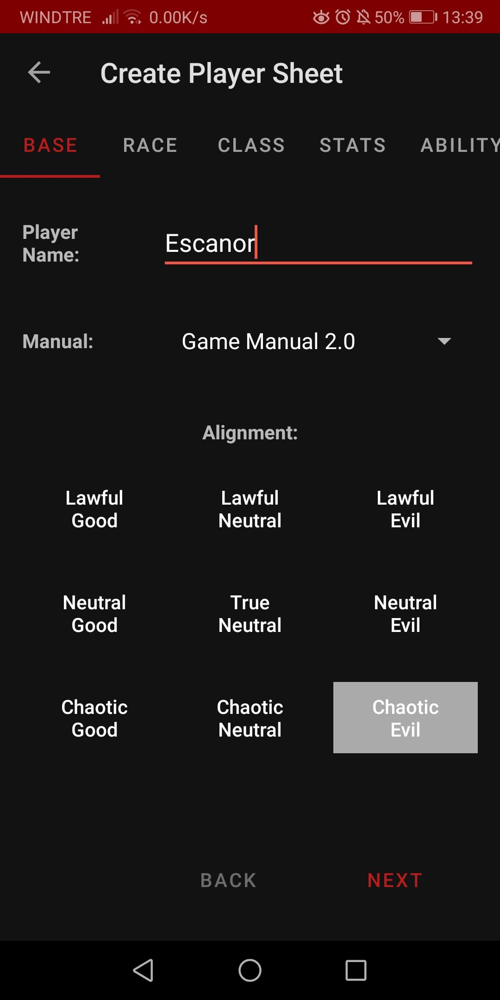 WINDTRE 0.00K/s 50% 13:39
Create Player Sheet
BASE RACE CLASS STATS ABILITY
Player
Name:
Escanor
Manual: Game Manual 2.0
Alignment:
Lawful Lawful Lawful
Good Neutral Evil
Neutral True Neutral
Good Neutral Evil
Chaotic Chaotic Chaotic
Good Neutral Evil
BACK NEXT